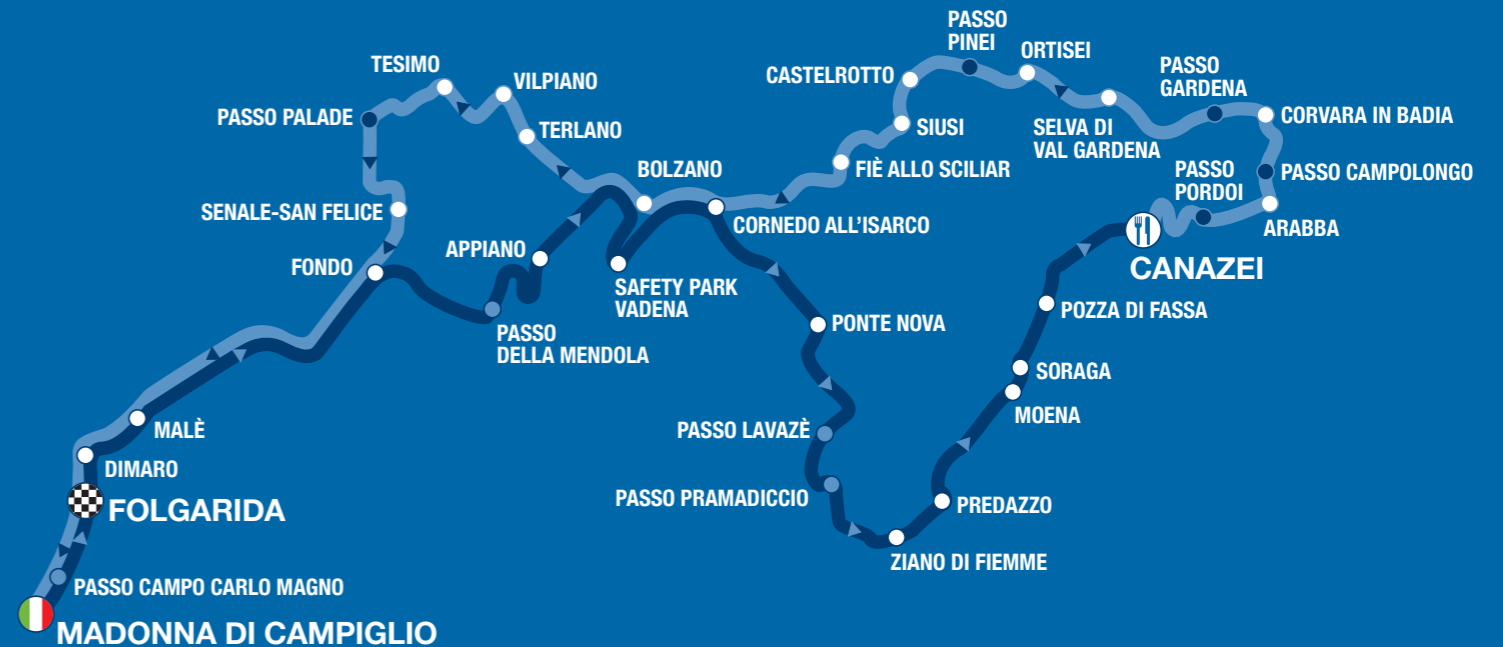 PASSO
PINEI
ORTISEI
TESIMO
VILPIANO
CASTELROTTO
PASSO
GARDENA
PASSO PALADE
TERLANO
SIUSI
SELVA DI
VAL GARDENA
CORVARA IN BADIA
BOLZANO
FIÈ ALLO SCILIAR
PASSO
PORDOI
PASSO CAMPOLONGO
SENALE-SAN FELICE
CORNEDO ALL'ISARCO
ARABBA
APPIANO
FONDO
SAFETY PARK
VADENA
CANAZEI
PASSO
DELLA MENDOLA
PONTE NOVA
POZZA DI FASSA
SORAGA
MOENA
MALÈ
PASSO LAVAZÈ
DIMARO
PASSO PRAMADICCIO
PREDAZZO
FOLGARIDA
ZIANO DI FIEMME
PASSO CAMPO CARLO MAGNO
MADONNA DI CAMPIGLIO